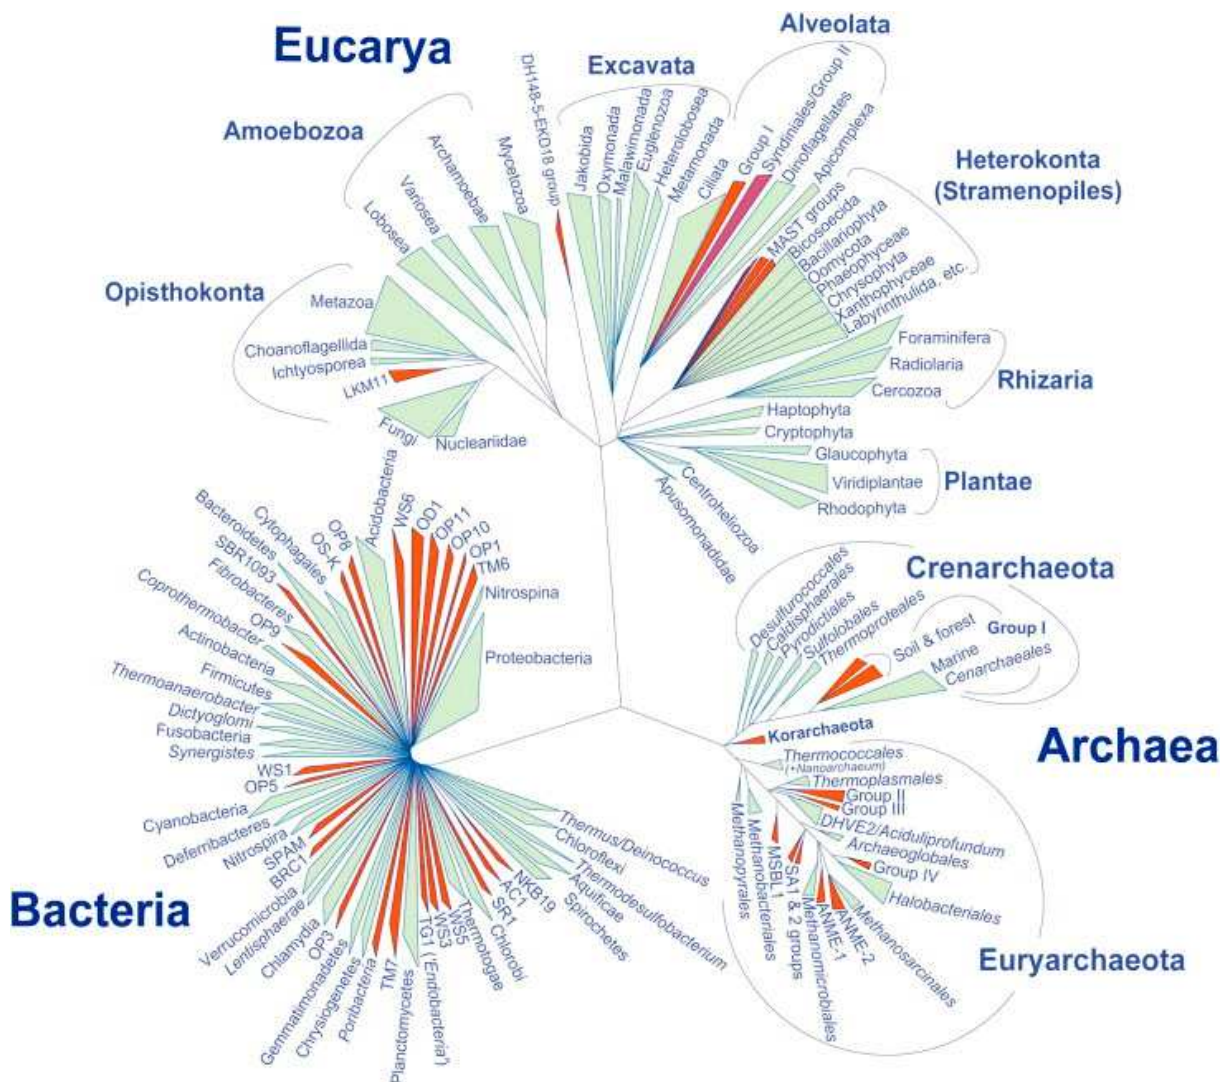 Eucarya
Alveolata
Excavata
Amoebozoa
Heterokonta
(Stramenopiles)
Opisthokonta
Rhizaria
Plantae
DH148-5-EKD18 group
Jakobida
Oxymonada
Malawimonada
Euglenozoa
Heterolobosea
Metamonada
Ciliata
Group I
Syndiniales/Group II
Dinoflagellates
Apicomplexa
MAST groups
Bicosoecida
Bacillariophyta
Oomycota
Phaeophyceae
Chrysophyta
Xanthophyceae
Labyrinthulida, etc.
Foraminifera
Radiolaria
Cercozoa
Haptophyta
Cryptophyta
Glaucophyta
Viridiplantae
Rhodophyta
Centroheliozoa
Apusomonadidae
Mycetozoa
Archamoebae
Variosea
Lobosea
Metazoa
Choanoflagellida
Ichtyosporea
LKM11
Fungi
Nucleariidae
Bacteria
Acidobacteria
WS6
OD1
OP11
OP10
OP1
TM6
Nitrospina
Proteobacteria
OP8
OS-K
Cytophagales
Bacteroidetes
SBR1093
Fibrobacteres
OP9
Coprothermobacter
Actinobacteria
Firmicutes
Thermoanaerobacter
Dictyoglomi
Fusobacteria
Synergistes
WS1
OP5
Cyanobacteria
Deferribacteres
Nitrospira
SPAM
BRC1
Verrucomicrobia
Lentisphaerae
Chlamydia
OP3
Gemmatimonadetes
Chrysiogenetes
Poribacteria
TM7
Planctomycetes
TG1 ('Endobacteria')
WS3
WS5
Thermotogae
Chlorobi
SR1
AC1
NKB19
Spirochetes
Aquificae
Thermodesulfobacterium
Chloroflexi
Thermus/Deinococcus
Archaea
Crenarchaeota
Desulfurococcales
Caldisphaerales
Pyrodictiales
Sulfolobales
Thermoproteales
Soil & forest
Group I
Marine
Cenarchaeales
Korarchaeota
Thermococcales
(+Nanoarchaeum)
Thermoplasmales
Group II
Group III
DHVE2/Aciduliprofundum
Archaeoglobales
Group IV
Halobacteriales
Methanosarcinales
ANME-2
ANME-1
Methanomicrobiales
SA1 & 2 groups
MSBL1
Methanobacteriales
Methanopyrales
Euryarchaeota